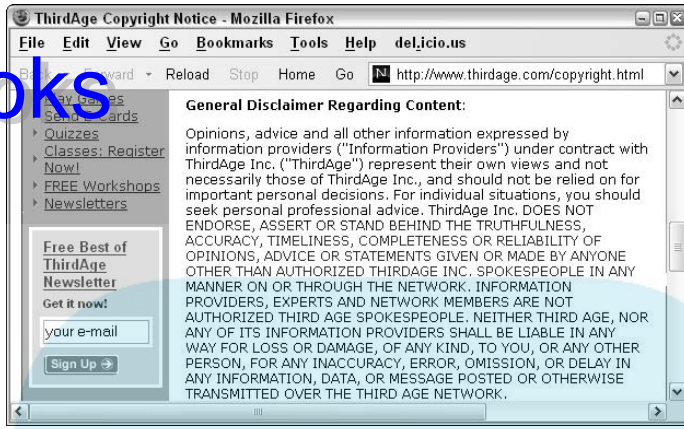 ThirdAge Copyright Notice - Mozilla Firefox
File Edit View Go Bookmarks Tools Help del.icio.us
Reload Stop Home Go N http://www.thirdage.com/copyright.html
oks
Play Games
Send E-Cards
Quizzes
Classes: Register
Now!
FREE Workshops
Newsletters
Free Best of
ThirdAge
Newsletter
Get it now!
your e-mail
Sign Up
General Disclaimer Regarding Content:
Opinions, advice and all other information expressed by
information providers ("Information Providers") under contract with
ThirdAge Inc. ("ThirdAge") represent their own views and not
necessarily those of ThirdAge Inc., and should not be relied on for
important personal decisions. For individual situations, you should
seek personal professional advice. ThirdAge Inc. DOES NOT
ENDORSE, ASSERT OR STAND BEHIND THE TRUTHFULNESS,
ACCURACY, TIMELINESS, COMPLETENESS OR RELIABILITY OF
OPINIONS, ADVICE OR STATEMENTS GIVEN OR MADE BY ANYONE
OTHER THAN AUTHORIZED THIRDAGE INC. SPOKESPEOPLE IN ANY
MANNER ON OR THROUGH THE NETWORK. INFORMATION
PROVIDERS, EXPERTS AND NETWORK MEMBERS ARE NOT
AUTHORIZED THIRD AGE SPOKESPEOPLE. NEITHER THIRD AGE, NOR
ANY OF ITS INFORMATION PROVIDERS SHALL BE LIABLE IN ANY
WAY FOR LOSS OR DAMAGE, OF ANY KIND, TO YOU, OR ANY OTHER
PERSON, FOR ANY INACCURACY, ERROR, OMISSION, OR DELAY IN
ANY INFORMATION, DATA, OR MESSAGE POSTED OR OTHERWISE
TRANSMITTED OVER THE THIRD AGE NETWORK.